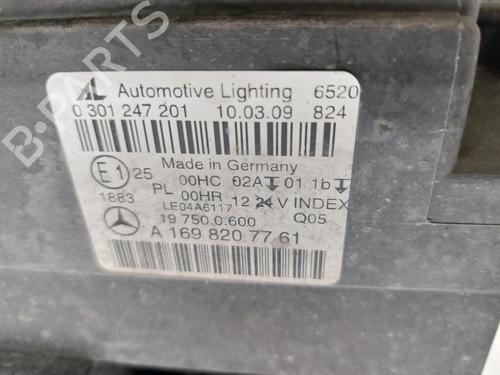 B-PARTS
AL Automotive Lighting 6520
0 301 247 201 10.03.09 824
Made in Germany
E1 25 00HC 02A 01 1b
PL 00HR 12 24 V INDEX
1883 LE04A6117 Q05
19 750 0.600
A 169 820 77 61